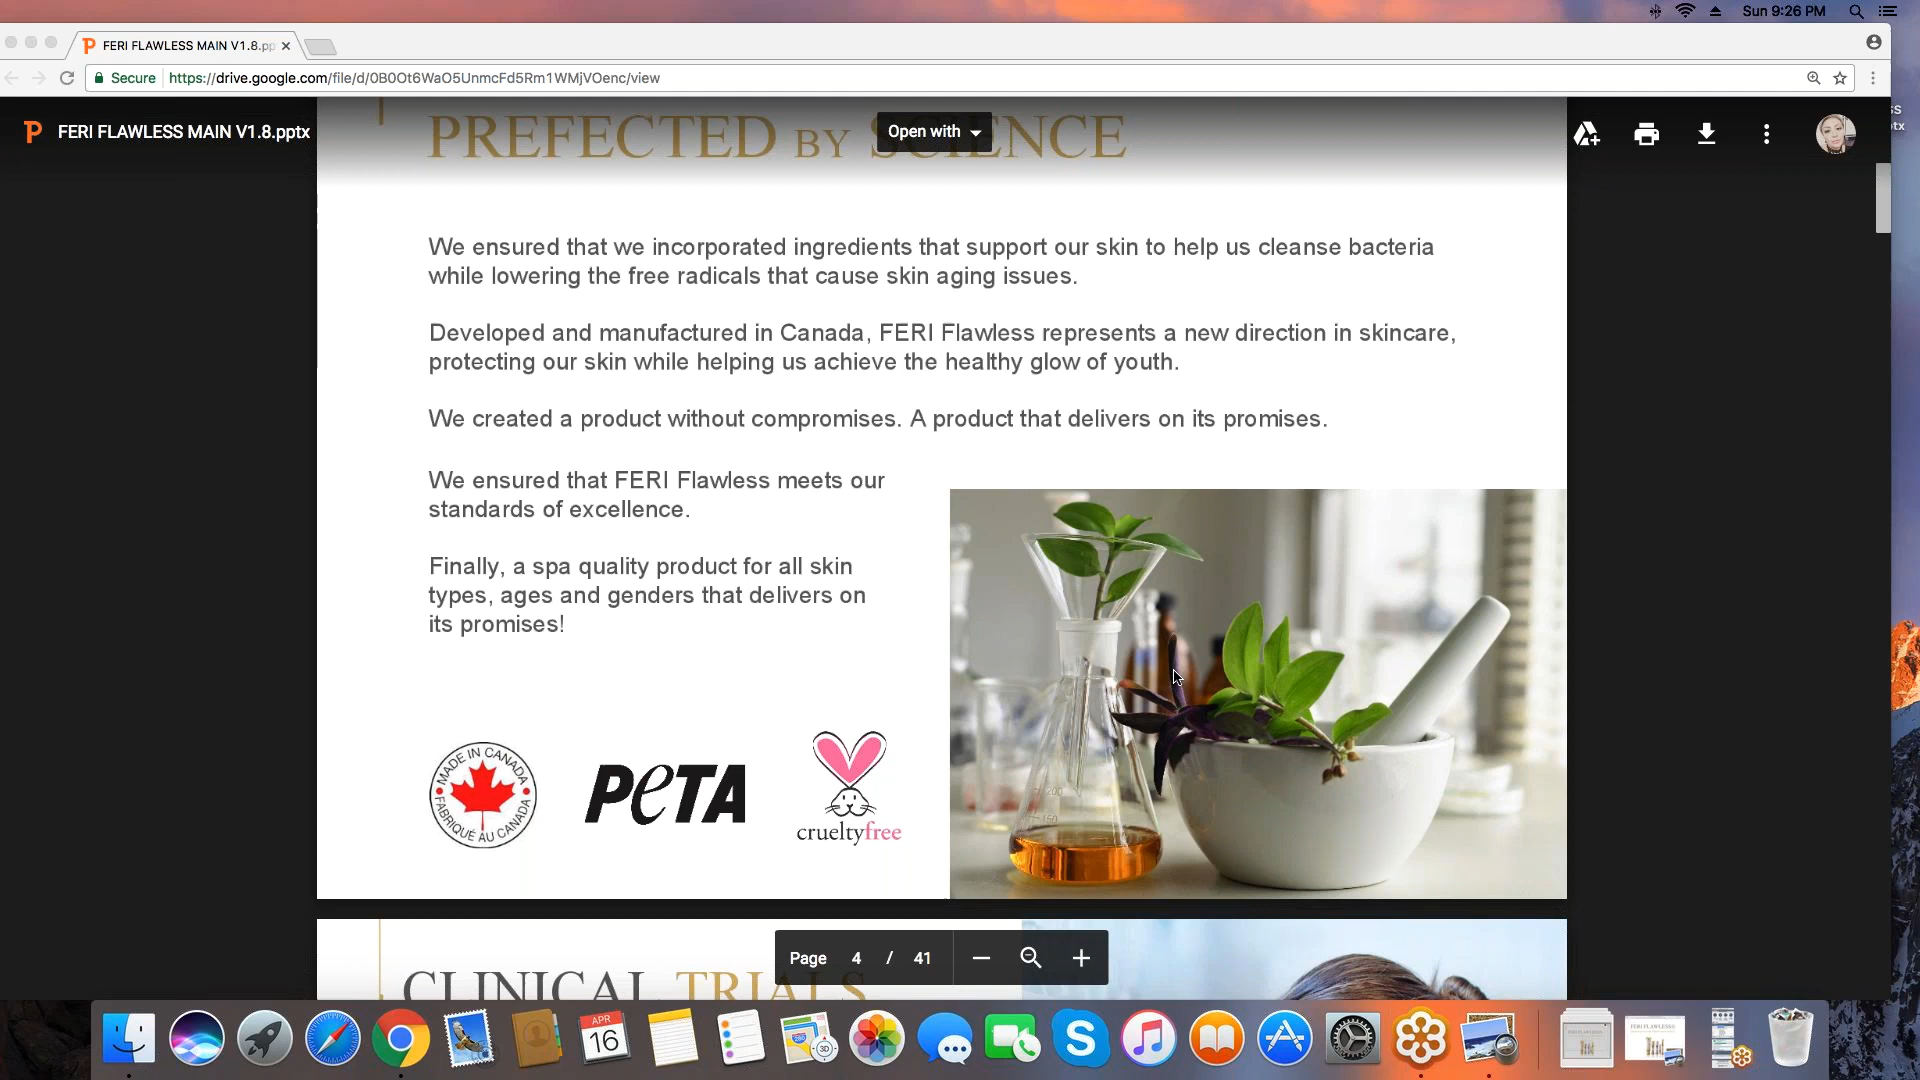 Sun 9:26 PM
FERI FLAWLESS MAIN V1.8.pp
Secure
https://drive.google.com/file/d/0B0Ot6WaO5UnmcFd5Rm1WMjVOenc/view
FERI FLAWLESS MAIN V1.8.pptx
Open with
PREFECTED BY SCIENCE
We ensured that we incorporated ingredients that support our skin to help us cleanse bacteria
while lowering the free radicals that cause skin aging issues.
Developed and manufactured in Canada, FERI Flawless represents a new direction in skincare,
protecting our skin while helping us achieve the healthy glow of youth.
We created a product without compromises. A product that delivers on its promises.
We ensured that FERI Flawless meets our
standards of excellence.
Finally, a spa quality product for all skin
types, ages and genders that delivers on
its promises!
MADE IN CANADA
FABRIQUÉ AU CANADA
PeTA
crueltyfree
CLINICAL TRIALS
Page 4 / 41
APR
16